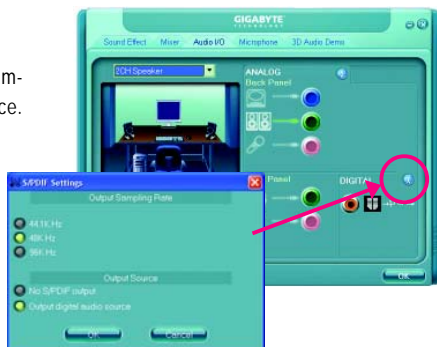 m-
ce.
GIGABYTE
TECHNOLOGY
Sound Effect Mixer Audio I/O Microphone 3D Audio Demo
2CH Speaker
ANALOG
Back Panel
Panel
DIGITAL
OK
S/PDIF Settings
Output Sampling Rate
44.1K Hz
48K Hz
96K Hz
Output Source
No S/PDIF output
Output digital audio source
OK Cancel